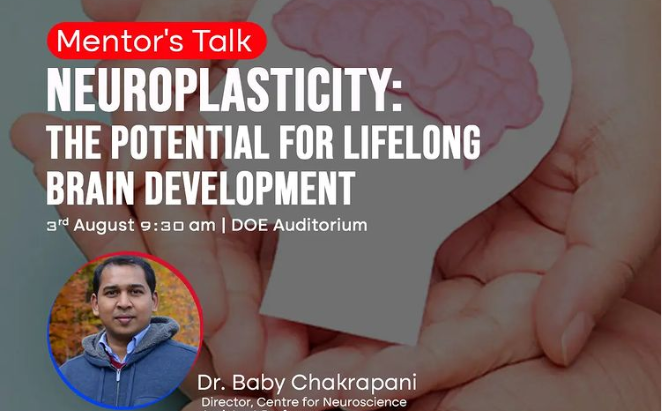 Mentor's Talk
NEUROPLASTICITY:
THE POTENTIAL FOR LIFELONG
BRAIN DEVELOPMENT
3rd August 9:30 am | DOE Auditorium
Dr. Baby Chakrapani
Director, Centre for Neuroscience